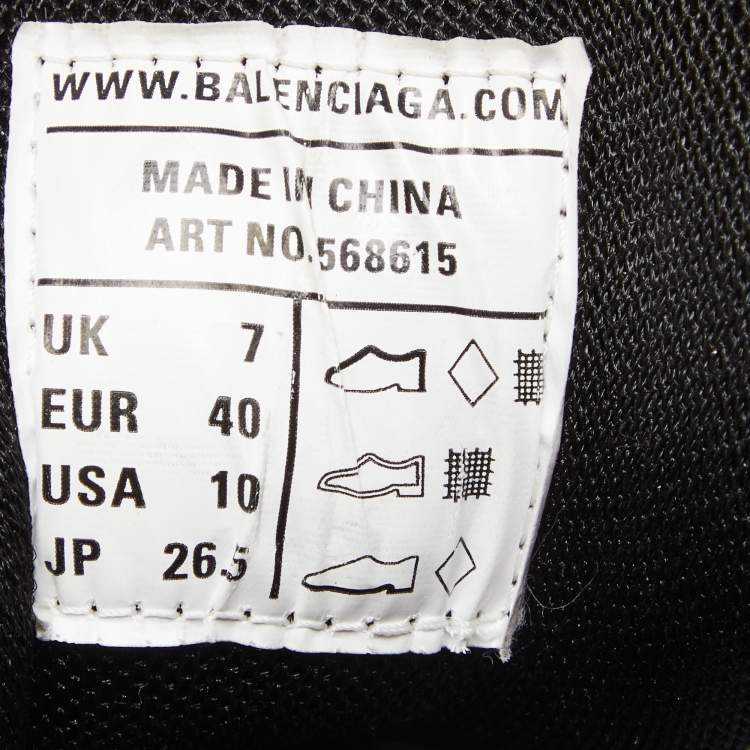 WWW.BALENCIAGA.COM
MADE IN CHINA
ART NO.568615
UK 7
EUR 40
USA 10
JP 26.5